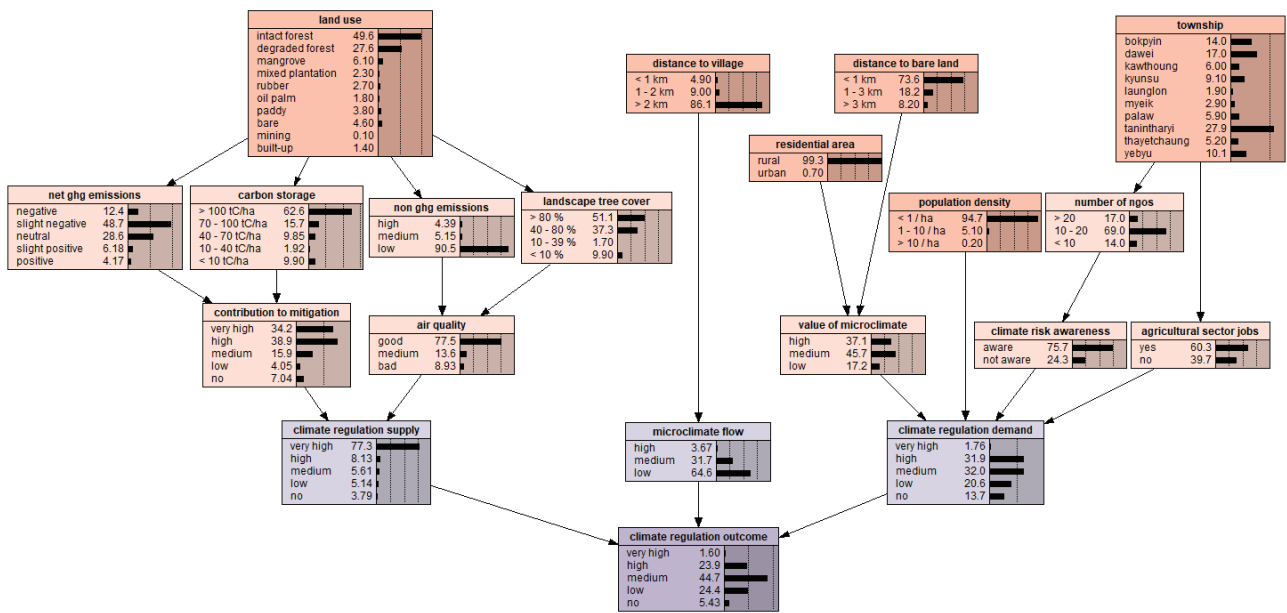 land use
intact forest 49.6
degraded forest 27.6
mangrove 6.10
mixed plantation 2.30
rubber 2.70
oil palm 1.80
paddy 3.80
bare 4.60
mining 0.10
built-up 1.40
distance to village
< 1 km 4.90
1 - 2 km 9.00
> 2 km 86.1
distance to bare land
< 1 km 73.6
1 - 3 km 18.2
> 3 km 8.20
township
bokpyin 14.0
dawei 17.0
kawthoung 6.00
kyunsu 9.10
launglon 1.90
myeik 2.90
palaw 5.90
tanintharyi 27.9
thayetchaung 5.20
yebyu 10.1
residential area
rural 99.3
urban 0.70
net ghg emissions
negative 12.4
slight negative 48.7
neutral 28.6
slight positive 6.18
positive 4.17
carbon storage
> 100 tC/ha 62.6
70 - 100 tC/ha 15.7
40 - 70 tC/ha 9.85
10 - 40 tC/ha 1.92
< 10 tC/ha 9.90
non ghg emissions
high 4.39
medium 5.15
low 90.5
landscape tree cover
> 80 % 51.1
40 - 80 % 37.3
10 - 39 % 1.70
< 10 % 9.90
population density
< 1 / ha 94.7
1 - 10 / ha 5.10
> 10 / ha 0.20
number of ngos
> 20 17.0
10 - 20 69.0
< 10 14.0
contribution to mitigation
very high 34.2
high 38.9
medium 15.9
low 4.05
no 7.04
air quality
good 77.5
medium 13.6
bad 8.93
value of microclimate
high 37.1
medium 45.7
low 17.2
climate risk awareness
aware 75.7
not aware 24.3
agricultural sector jobs
yes 60.3
no 39.7
climate regulation supply
very high 77.3
high 8.13
medium 5.61
low 5.14
no 3.79
microclimate flow
high 3.67
medium 31.7
low 64.6
climate regulation demand
very high 1.76
high 31.9
medium 32.0
low 20.6
no 13.7
climate regulation outcome
very high 1.60
high 23.9
medium 44.7
low 24.4
no 5.43